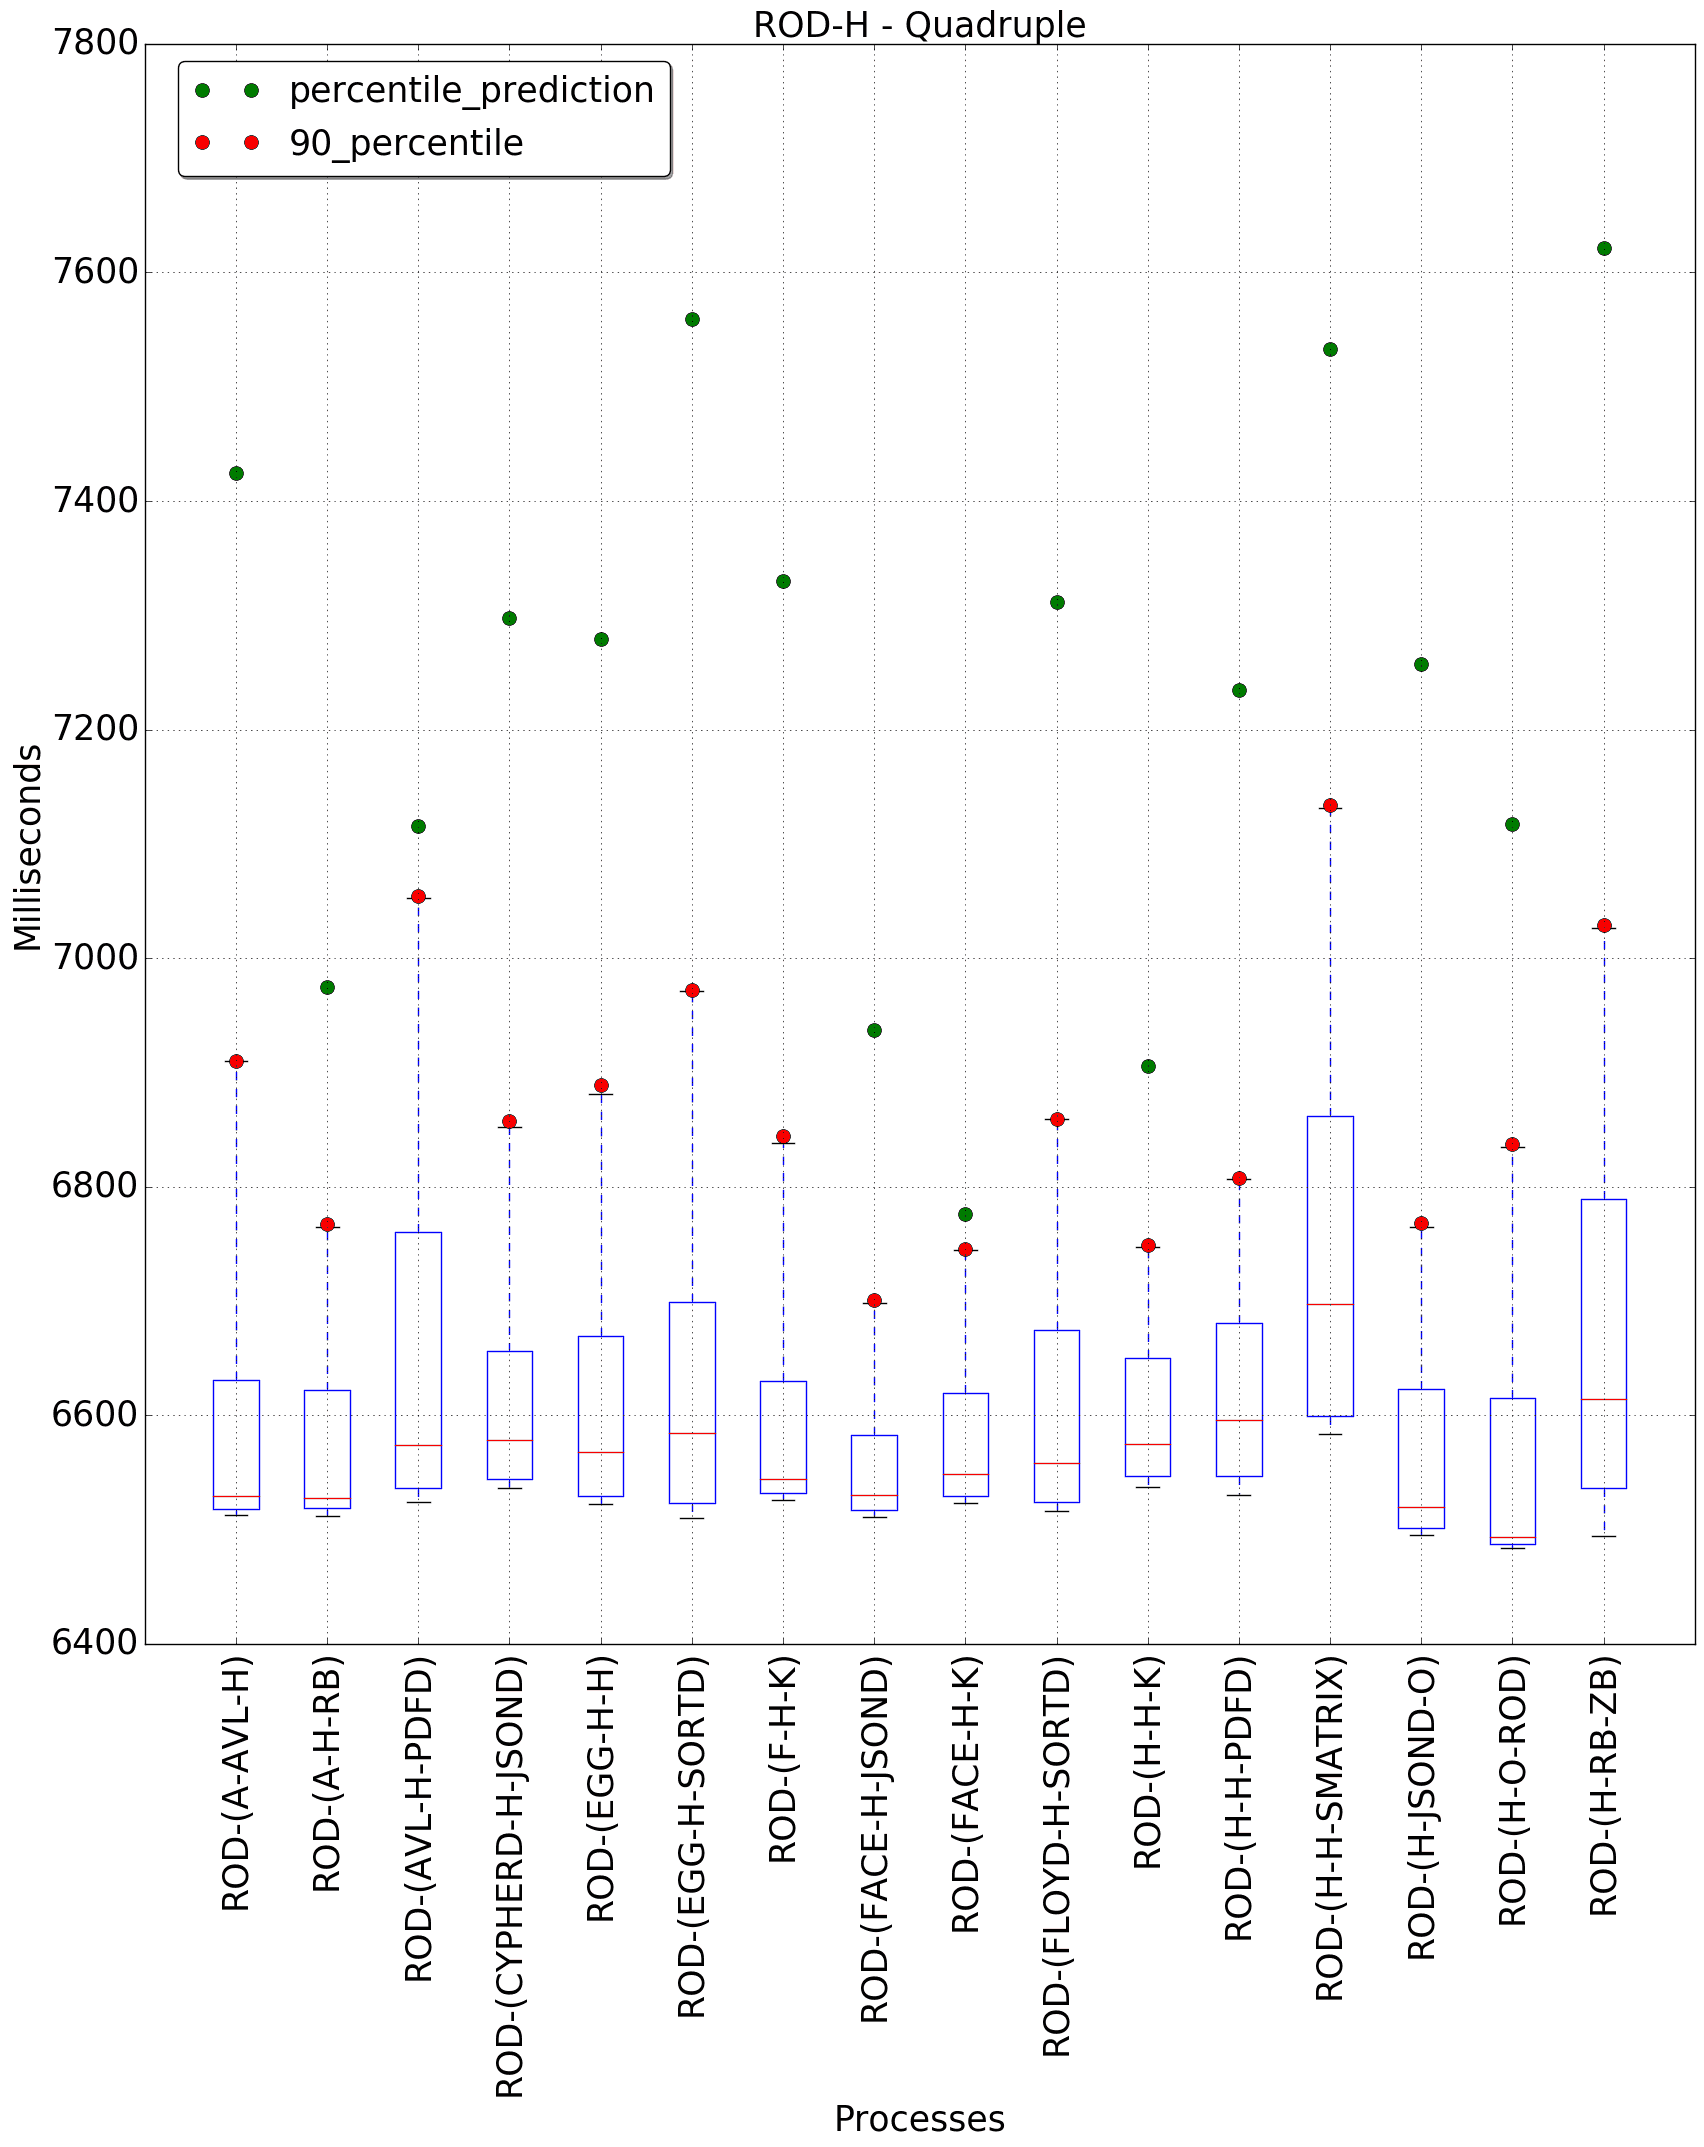 ROD-H - Quadruple
percentile_prediction
90_percentile
7800
7600
7400
7200
7000
6800
6600
6400
Milliseconds
ROD-(A-AVL-H)
ROD-(A-H-RB)
ROD-(AVL-H-PDFD)
ROD-(CYPHERD-H-JSOND)
ROD-(EGG-H-H)
ROD-(EGG-H-SORTD)
ROD-(F-H-K)
ROD-(FACE-H-JSOND)
ROD-(FACE-H-K)
ROD-(FLOYD-H-SORTD)
ROD-(H-H-K)
ROD-(H-H-PDFD)
ROD-(H-H-SMATRIX)
ROD-(H-JSOND-O)
ROD-(H-O-ROD)
ROD-(H-RB-ZB)
Processes